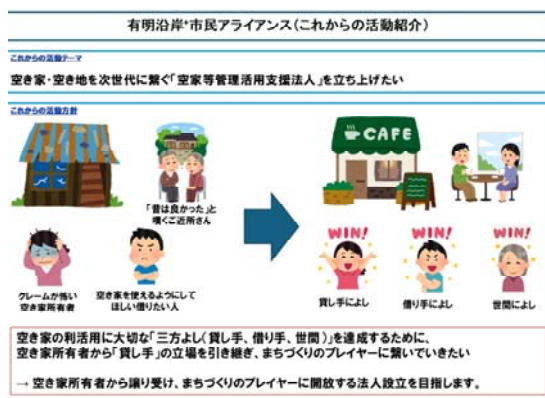 有明沿岸⁺市民アライアンス（これからの活動紹介）
これからの活動テーマ
空き家・空き地を次世代に繋ぐ「空家等管理活用支援法人」を立ち上げたい
これからの活動方針
「昔は良かった」と
嘆くご近所さん
クレームが怖い
空き家所有者
空き家を使えるようにして
ほしい借りたい人
CAFE
WIN!
WIN!
WIN!
貸し手によし
借り手によし
世間によし
空き家の利活用に大切な「三方よし（貸し手、借り手、世間）」を達成するために、
空き家所有者から「貸し手」の立場を引き継ぎ、まちづくりのプレイヤーに繋いでいきたい
→ 空き家所有者から譲り受け、まちづくりのプレイヤーに開放する法人設立を目指します。